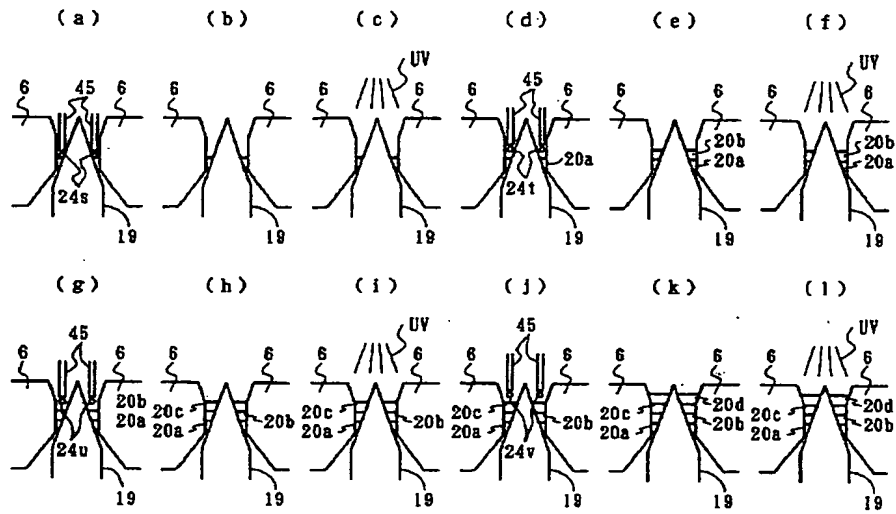 (a) (b) (c) (d) (e) (f)
UV UV
6 45 6 6 6 6 6 6 45 6 6 6 6 6
20b 20b
20a 20a 20a
24s 24t
19 19 19 19 19 19
(g) (h) (i) (j) (k) (l)
UV UV
45 45
6 6 6 6 6 6 6 6 6 6 6 6
20b 20c 20c 20c 20c 20d 20c 20d
20a 20a 20b 20a 20b 20a 20b 20a 20b 20a 20b
24u 24v
19 19 19 19 19 19